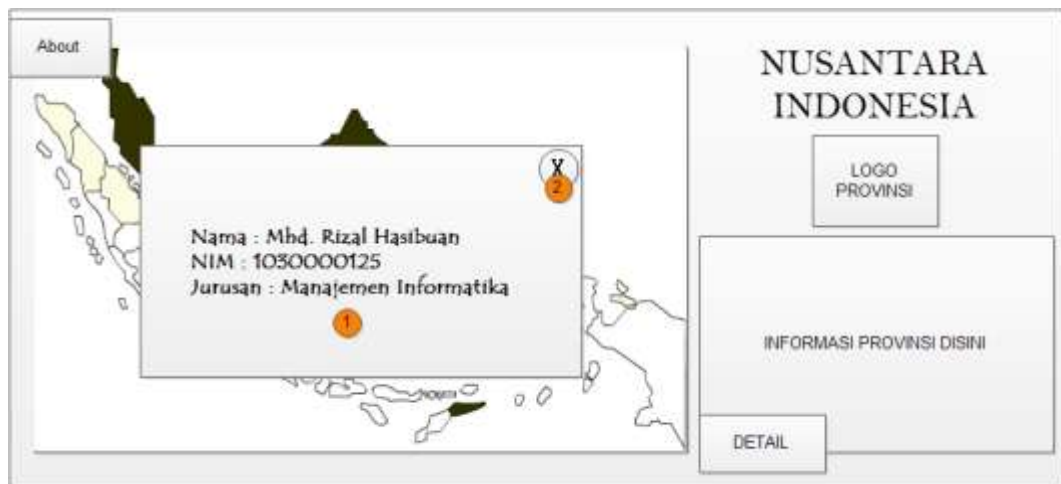 About
NUSANTARA
INDONESIA
LOGO
PROVINSI
X
2
Nama : Mhd. Rizal Hasibuan
NIM : 1030000125
Jurusan : Manajemen Informatika
1
INFORMASI PROVINSI DISINI
DETAIL